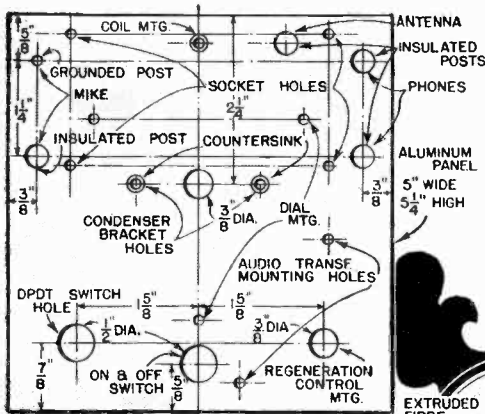 COIL MTG.
ANTENNA
5/8"
INSULATED
POSTS
GROUNDED POST
MIKE
SOCKET HOLES
PHONES
1 1/4"
2 1/4"
INSULATED POST
COUNTERSINK
ALUMINUM
PANEL
5" WIDE
5 1/4" HIGH
3/8"
3/8"
3/8" DIA.
CONDENSER
BRACKET
HOLES
DIAL
MTG.
AUDIO TRANSF.
MOUNTING HOLES
DPDT SWITCH
HOLE
1 5/8"
1 5/8"
1/2" DIA.
3/8" DIA
7/8"
ON & OFF
SWITCH
5/8"
REGENERATION
CONTROL
MTG.
EXTRUDED
FIBRE